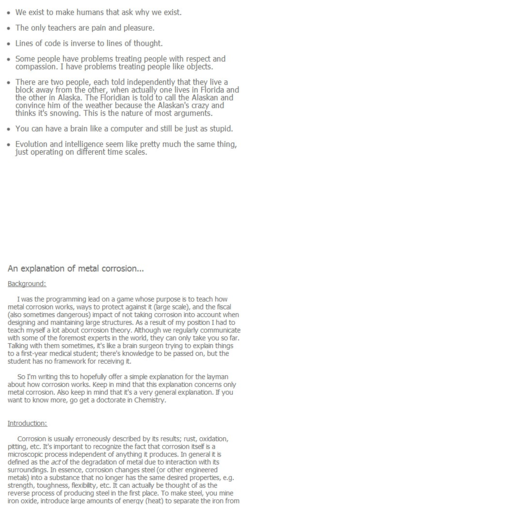 We exist to make humans that ask why we exist.
The only teachers are pain and pleasure.
Lines of code is inverse to lines of thought.
Some people have problems treating people with respect and
compassion. I have problems treating people like objects.
There are two people, each told independently that they live a
block away from the other, when actually one lives in Florida and
the other in Alaska. The Floridian is told to call the Alaskan and
convince him of the weather because the Alaskan's crazy and
thinks it's snowing. This is the nature of most arguments.
You can have a brain like a computer and still be just as stupid.
Evolution and intelligence seem like pretty much the same thing,
just operating on different time scales.
An explanation of metal corrosion...
Background:
I was the programming lead on a game whose purpose is to teach how
metal corrosion works, ways to protect against it (large scale), and the fiscal
(also sometimes dangerous) impact of not taking corrosion into account when
designing and maintaining large structures. As a result of my position I had to
teach myself a lot about corrosion theory. Although we regularly communicate
with some of the foremost experts in the world, they can only take you so far.
Talking with them sometimes, it's like a brain surgeon trying to explain things
to a first-year medical student; there's knowledge to be passed on, but the
student has no framework for receiving it.
So I'm writing this to hopefully offer a simple explanation for the layman
about how corrosion works. Keep in mind that this explanation concerns only
metal corrosion. Also keep in mind that it's a very general explanation. If you
want to know more, go get a doctorate in Chemistry.
Introduction:
Corrosion is usually erroneously described by its results; rust, oxidation,
pitting, etc. It's important to recognize the fact that corrosion itself is a
microscopic process independent of anything it produces. In general it is
defined as the act of the degradation of metal due to interaction with its
surroundings. In essence, corrosion changes steel (or other engineered
metals) into a substance that no longer has the same desired properties, e.g.
strength, toughness, flexibility, etc. It can actually be thought of as the
reverse process of producing steel in the first place. To make steel, you mine
iron oxide, introduce large amounts of energy (heat) to separate the iron from